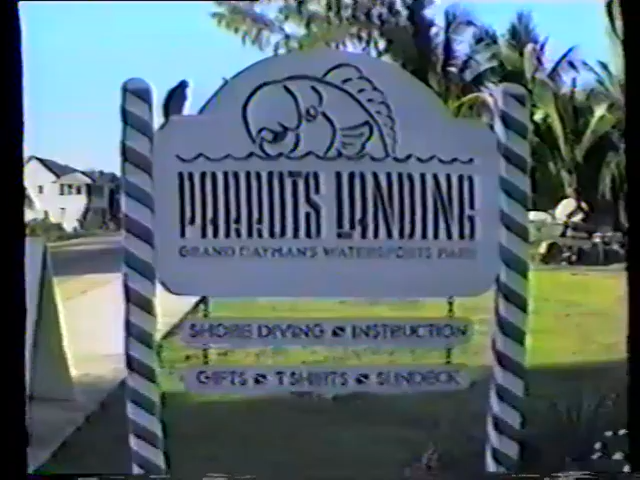 PARROTS LANDING
GRAND CAYMAN'S WATERSPORTS PARK
SHORE DIVING INSTRUCTION
GIFTS T SHIRTS SUNDECK